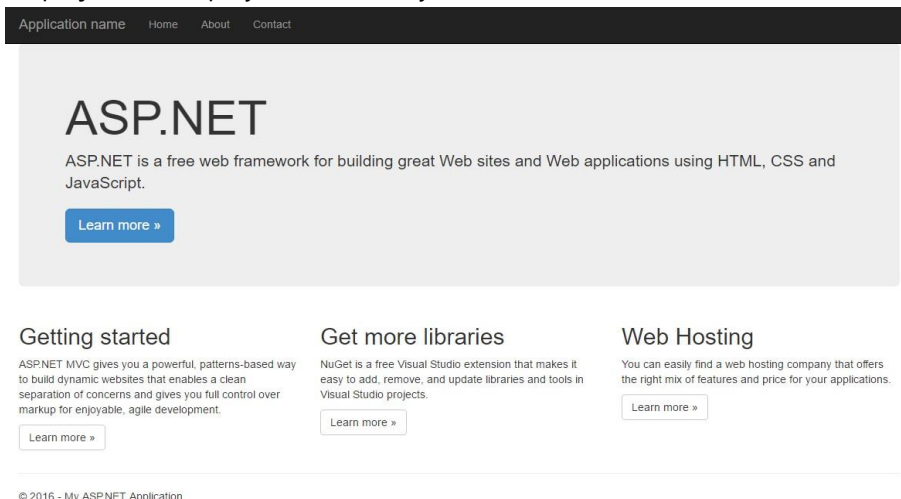 Application name Home About Contact
ASP.NET
ASP.NET is a free web framework for building great Web sites and Web applications using HTML, CSS and
JavaScript.
Learn more »
Getting started
ASP.NET MVC gives you a powerful, patterns-based way
to build dynamic websites that enables a clean
separation of concerns and gives you full control over
markup for enjoyable, agile development.
Learn more »
Get more libraries
NuGet is a free Visual Studio extension that makes it
easy to add, remove, and update libraries and tools in
Visual Studio projects.
Learn more »
Web Hosting
You can easily find a web hosting company that offers
the right mix of features and price for your applications.
Learn more »
© 2016 - My ASP.NET Application